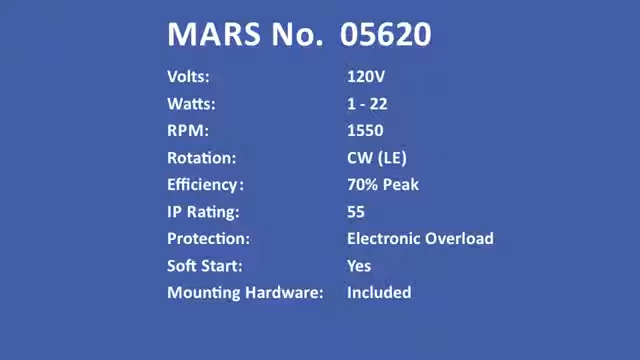 MARS No. 05620
Volts: 120V
Watts: 1 - 22
RPM: 1550
Rotation: CW (LE)
Efficiency: 70% Peak
IP Rating: 55
Protection: Electronic Overload
Soft Start: Yes
Mounting Hardware: Included